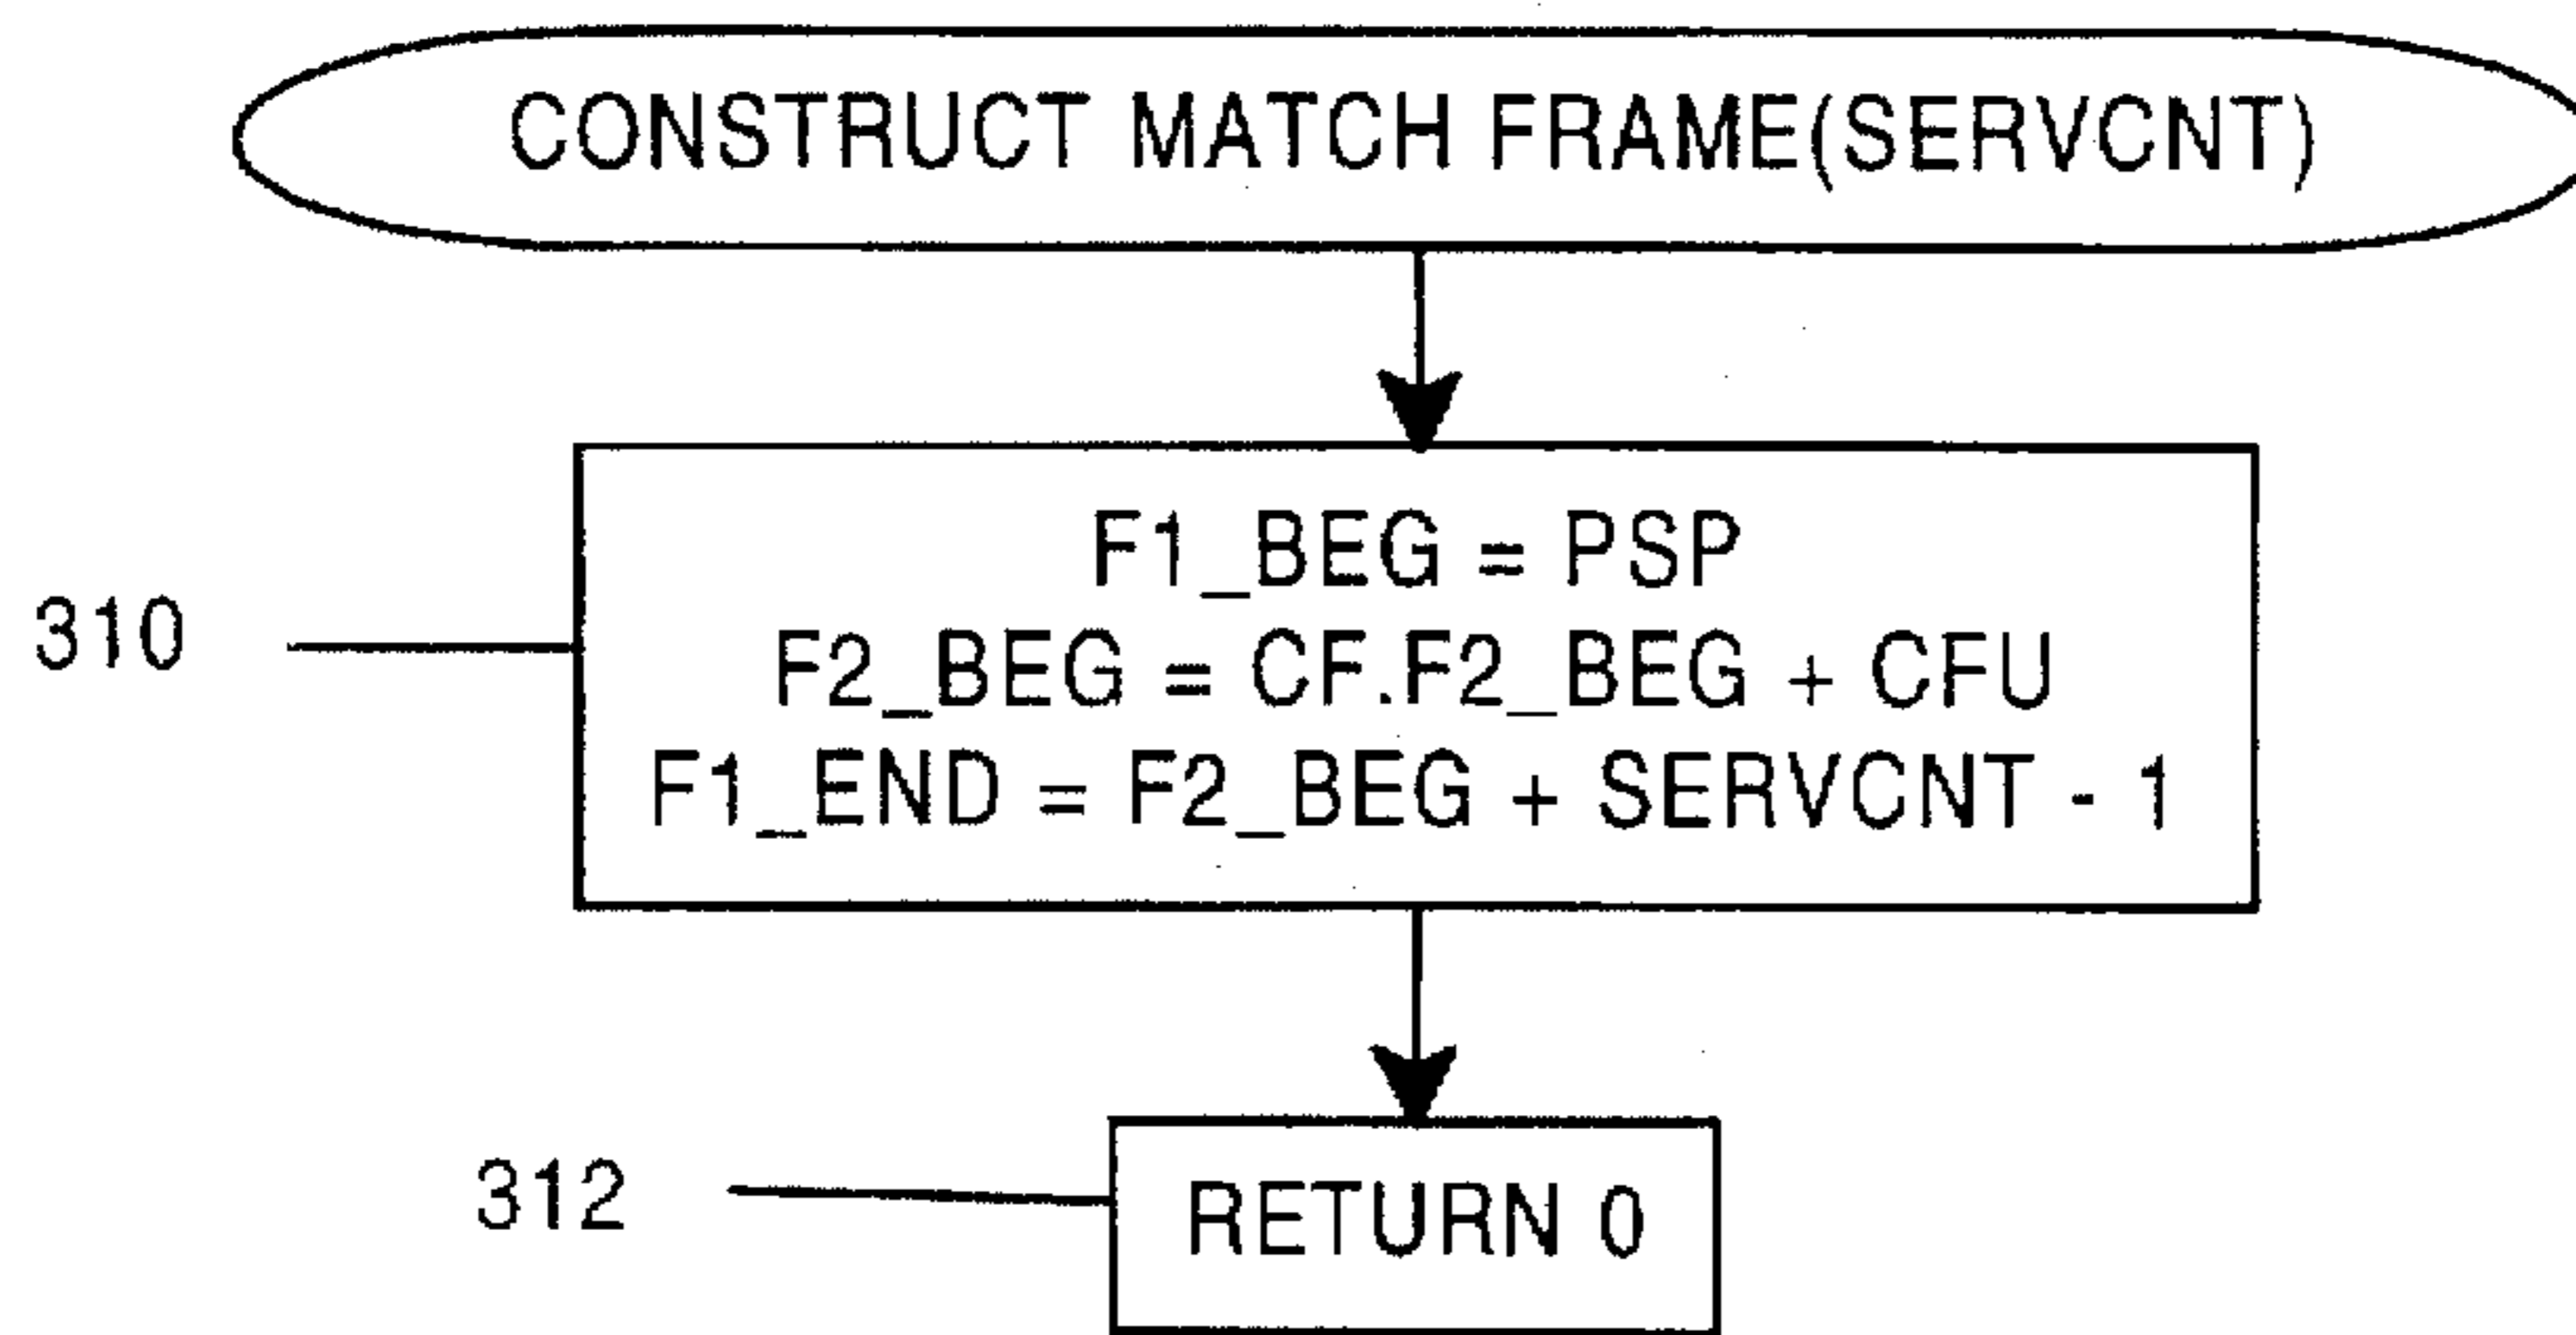 CONSTRUCT MATCH FRAME(SERVCNT)
310
F1_BEG = PSP
F2_BEG = CF.F2_BEG + CFU
F1_END = F2_BEG + SERVCNT - 1
312
RETURN 0